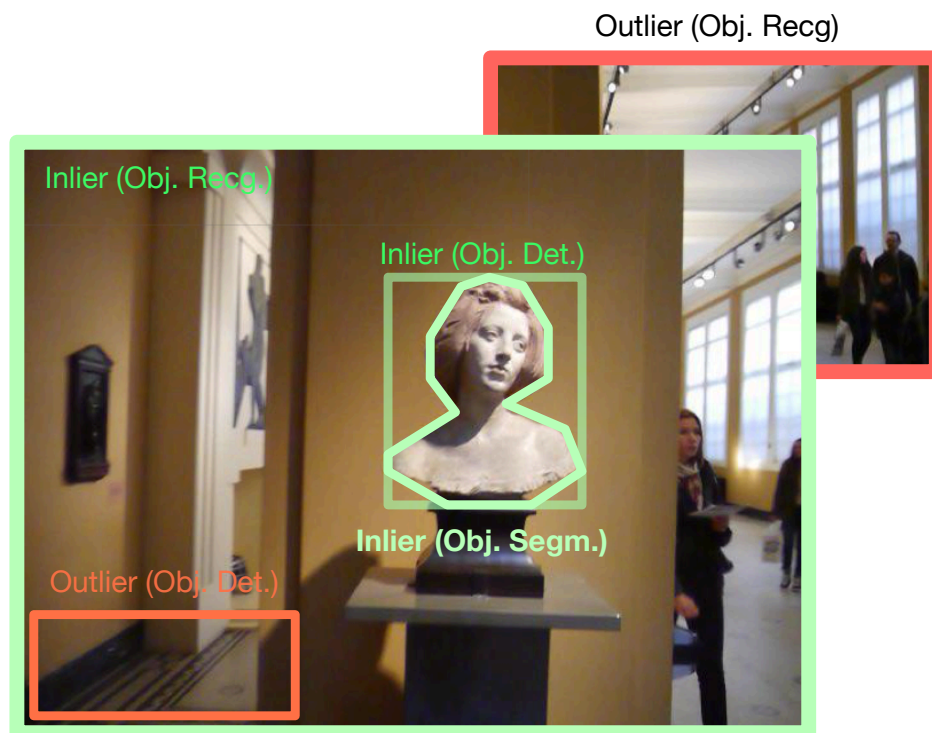 Outlier (Obj. Recg)
Inlier (Obj. Recg.)
Inlier (Obj. Det.)
Inlier (Obj. Segm.)
Outlier (Obj. Det.)